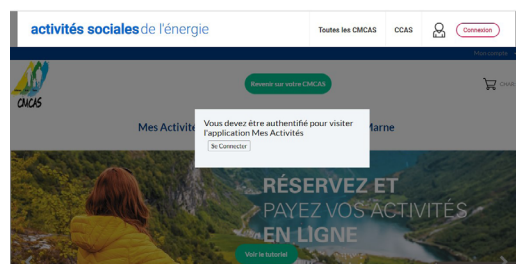 activités sociales de l'énergie
Toutes les CMCAS
CCAS
Connexion
Mon compte
Revenir sur votre CMCAS
CMCAS
Vous devez être authentifié pour visiter
l'application Mes Activités
Se Connecter
Mes Activité
Marne
RÉSERVEZ ET
PAYEZ VOS ACTIVITÉS
EN LIGNE
Voir le tutoriel